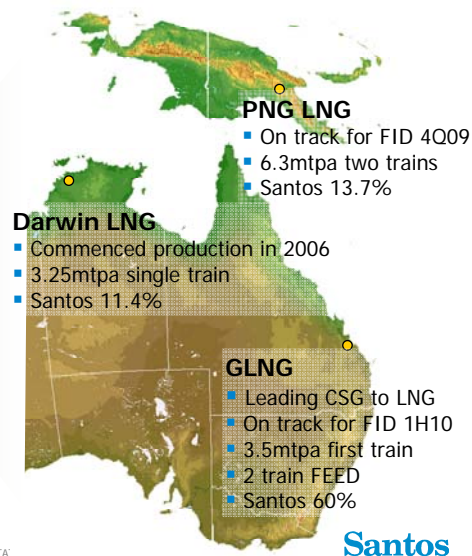 PNG LNG
▪ On track for FID 4Q09
▪ 6.3mtpa two trains
▪ Santos 13.7%
Darwin LNG
▪ Commenced production in 2006
▪ 3.25mtpa single train
▪ Santos 11.4%
GLNG
▪ Leading CSG to LNG
▪ On track for FID 1H10
▪ 3.5mtpa first train
▪ 2 train FEED
▪ Santos 60%
Santos